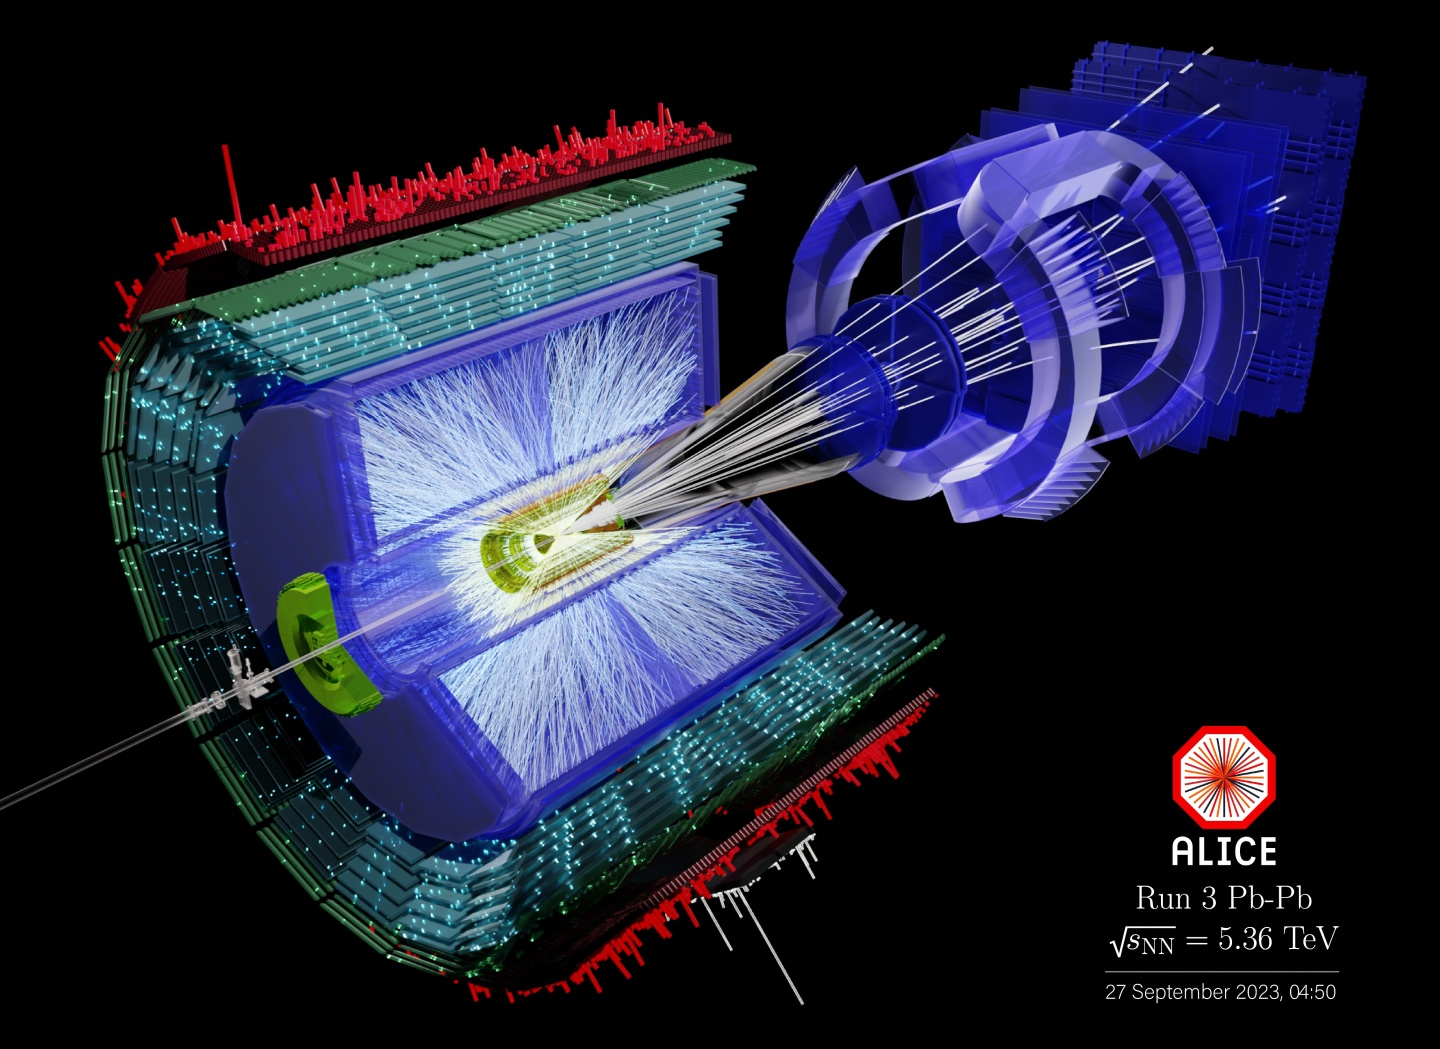 ALICE
Run 3 Pb-Pb
√sNN = 5.36 TeV
27 September 2023, 04:50